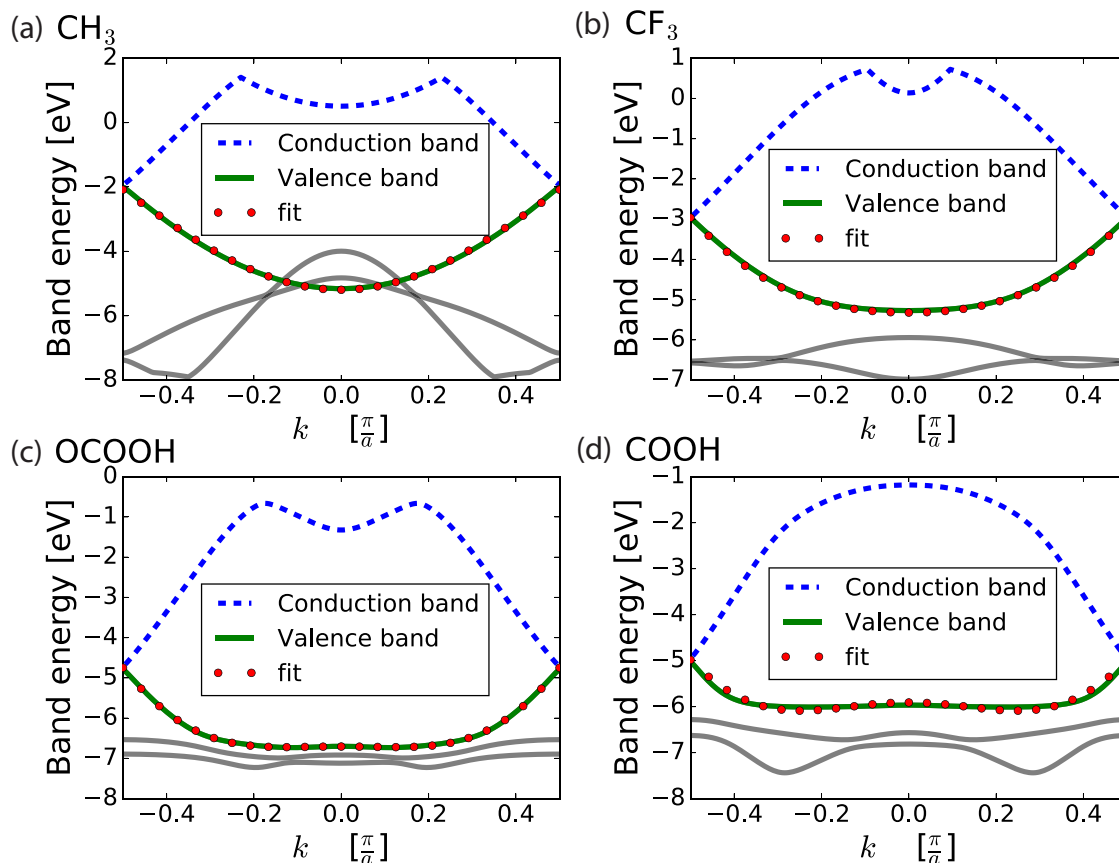 (a) CH3
Band energy [eV]
2
0
−2
−4
−6
−8
Conduction band
Valence band
fit
−0.4 −0.2 0.0 0.2 0.4
k [π/a]
(b) CF3
Band energy [eV]
1
0
−1
−2
−3
−4
−5
−6
−7
Conduction band
Valence band
fit
−0.4 −0.2 0.0 0.2 0.4
k [π/a]
(c) OCOOH
Band energy [eV]
0
−1
−2
−3
−4
−5
−6
−7
−8
Conduction band
Valence band
fit
−0.4 −0.2 0.0 0.2 0.4
k [π/a]
(d) COOH
Band energy [eV]
−1
−2
−3
−4
−5
−6
−7
−8
Conduction band
Valence band
fit
−0.4 −0.2 0.0 0.2 0.4
k [π/a]